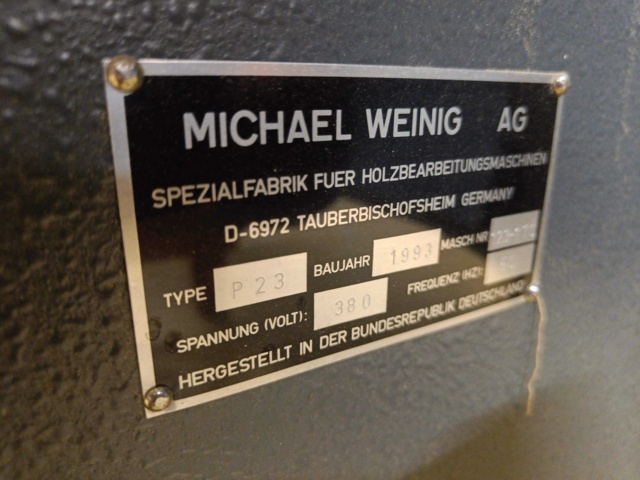 MICHAEL WEINIG AG
SPEZIALFABRIK FUER HOLZBEARBEITUNGSMASCHINEN
D-6972 TAUBERBISCHOFSHEIM GERMANY
TYPE P 23 BAUJAHR 1993 MASCH NR
SPANNUNG (VOLT): 380 FREQUENZ (HZ):
HERGESTELLT IN DER BUNDESREPUBLIK DEUTSCHLAND